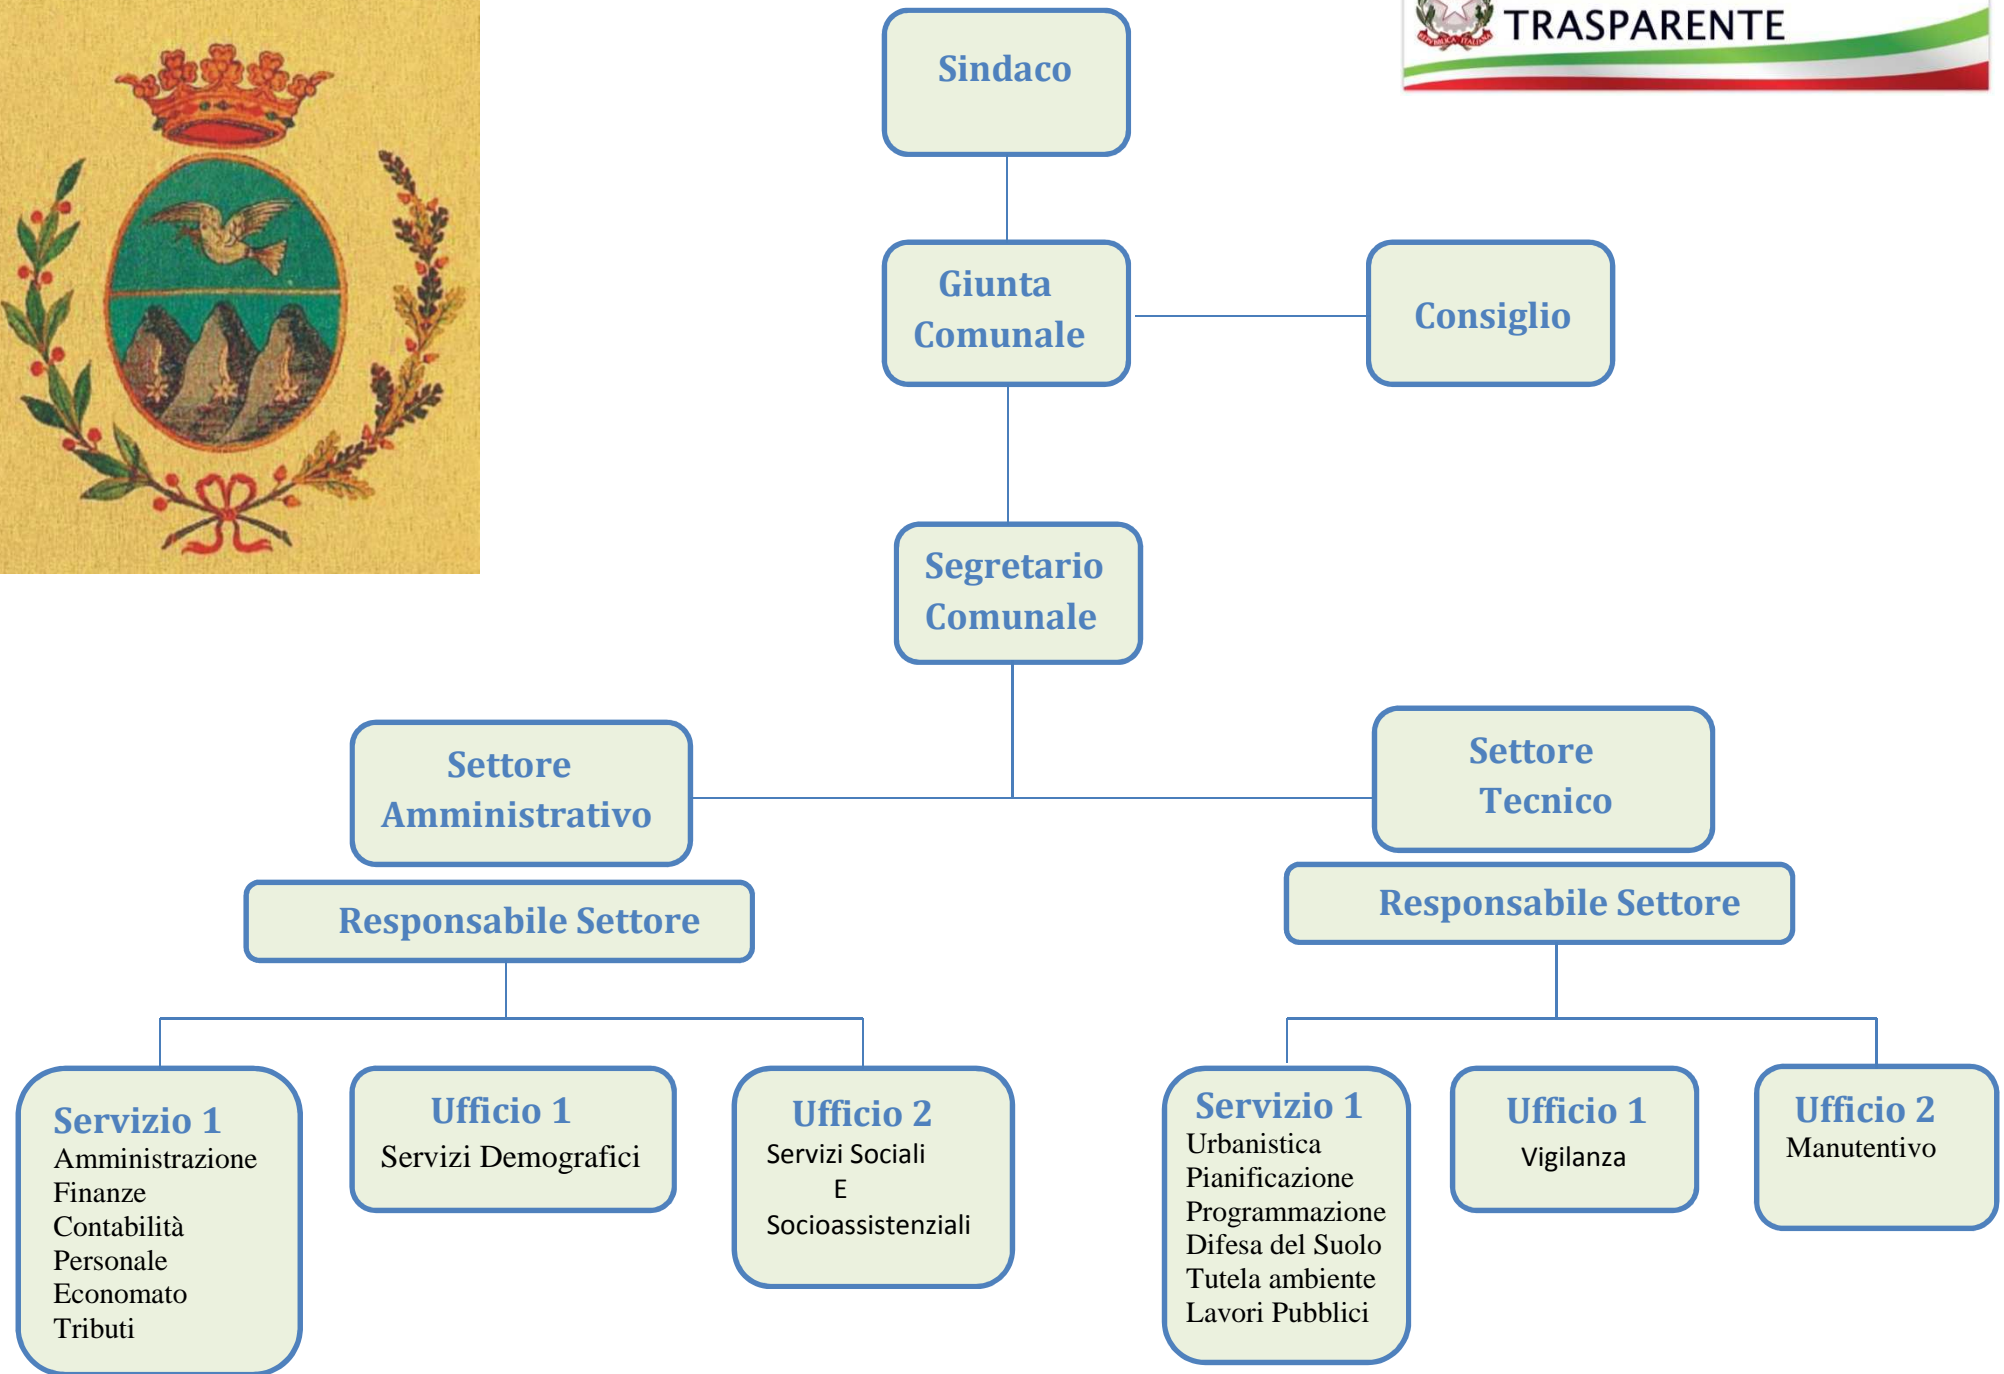 TRASPARENTE
Sindaco
Giunta
Comunale
Consiglio
Segretario
Comunale
Settore
Amministrativo
Settore
Tecnico
Responsabile Settore
Responsabile Settore
Servizio 1
Amministrazione
Finanze
Contabilità
Personale
Economato
Tributi
Ufficio 1
Servizi Demografici
Ufficio 2
Servizi Sociali
E
Socioassistenziali
Servizio 1
Urbanistica
Pianificazione
Programmazione
Difesa del Suolo
Tutela ambiente
Lavori Pubblici
Ufficio 1
Vigilanza
Ufficio 2
Manutentivo